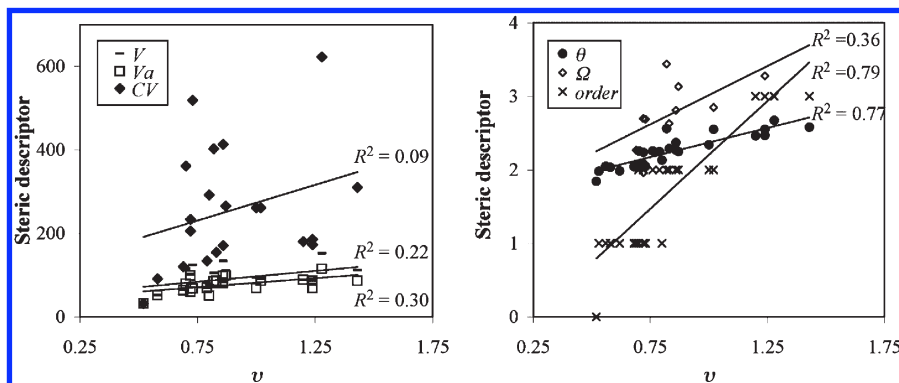 V
Va
CV
600
400
200
0
Steric descriptor
R² = 0.09
R² = 0.22
R² = 0.30
0.25
0.75
1.25
1.75
υ
θ
Ω
order
4
3
2
1
0
Steric descriptor
R² =0.36
R² =0.79
R² =0.77
0.25
0.75
1.25
1.75
υ